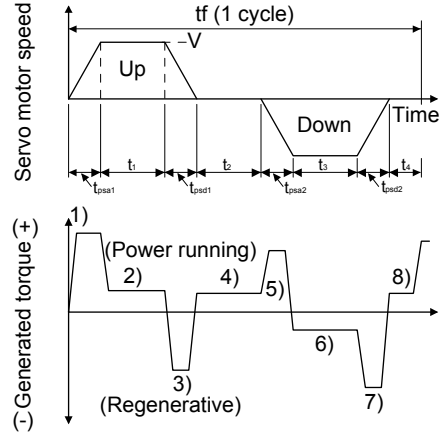 tf (1 cycle)
V
Up
Servo motor speed
Time
Down
t1
t2
t3
t4
tpsa1
tpsd1
tpsa2
tpsd2
1)
(+)
(Power running)
2)
4)
8)
5)
Generated torque
6)
3)
(Regenerative)
7)
(-)